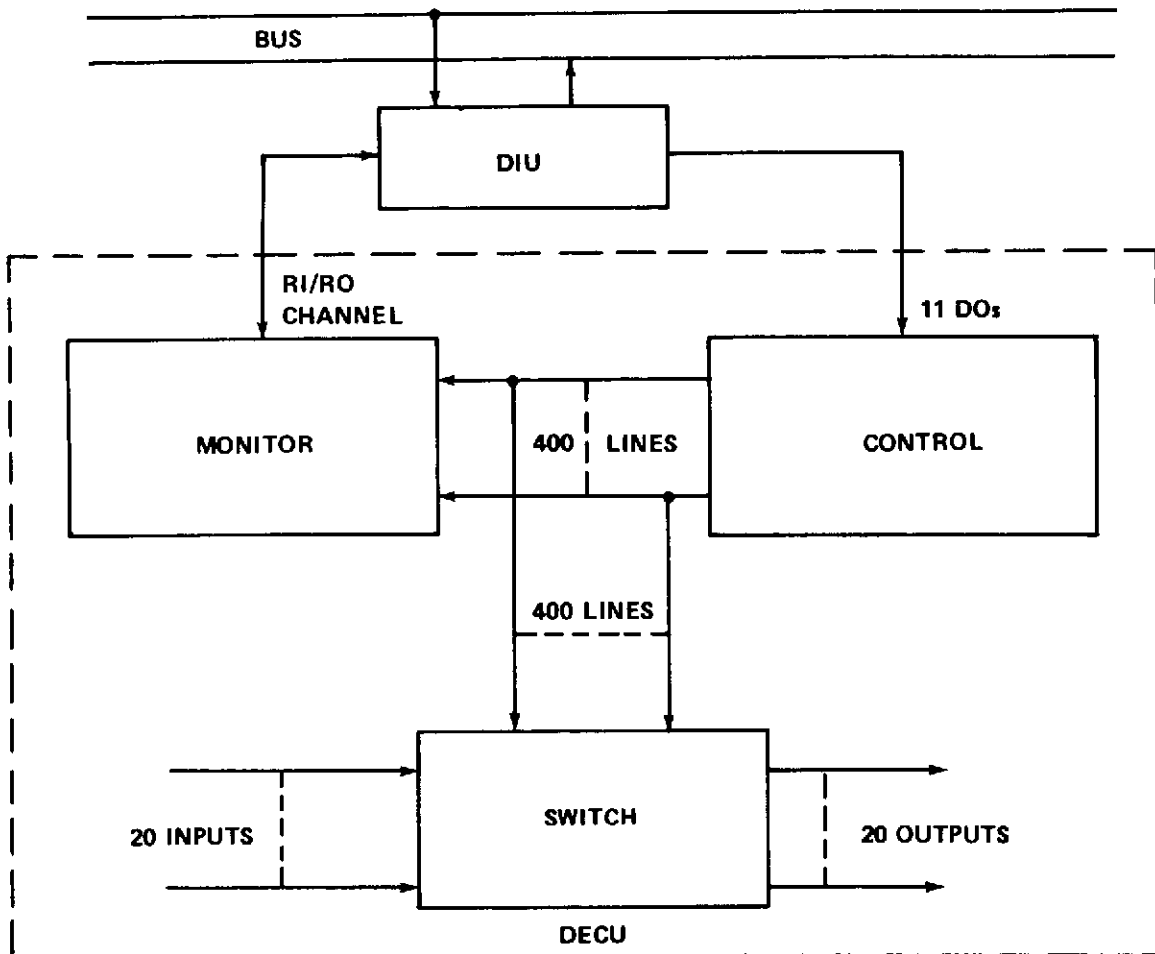 BUS
DIU
RI/RO
CHANNEL
11 DOs
MONITOR
400 LINES
CONTROL
400 LINES
20 INPUTS
SWITCH
20 OUTPUTS
DECU